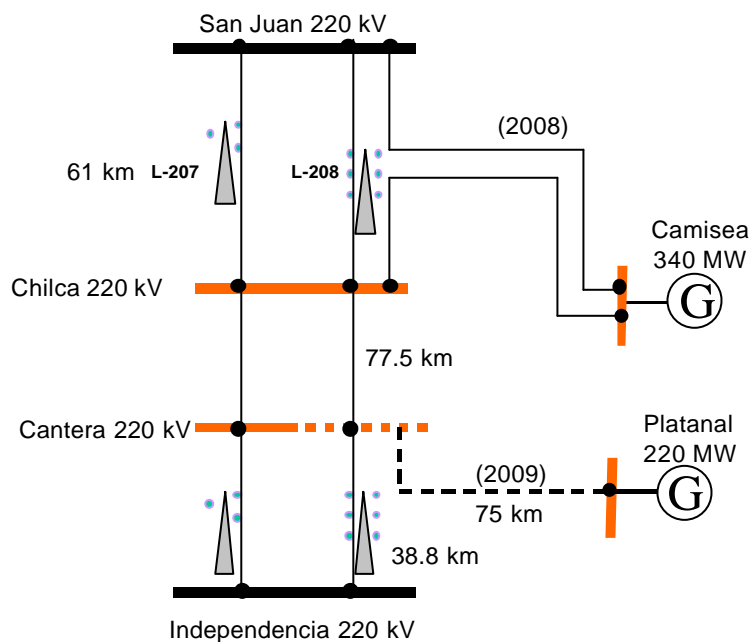 San Juan 220 kV
(2008)
61 km
L-207
L-208
Camisea
340 MW
G
Chilca 220 kV
77.5 km
Cantera 220 kV
Platanal
220 MW
G
(2009)
75 km
38.8 km
Independencia 220 kV